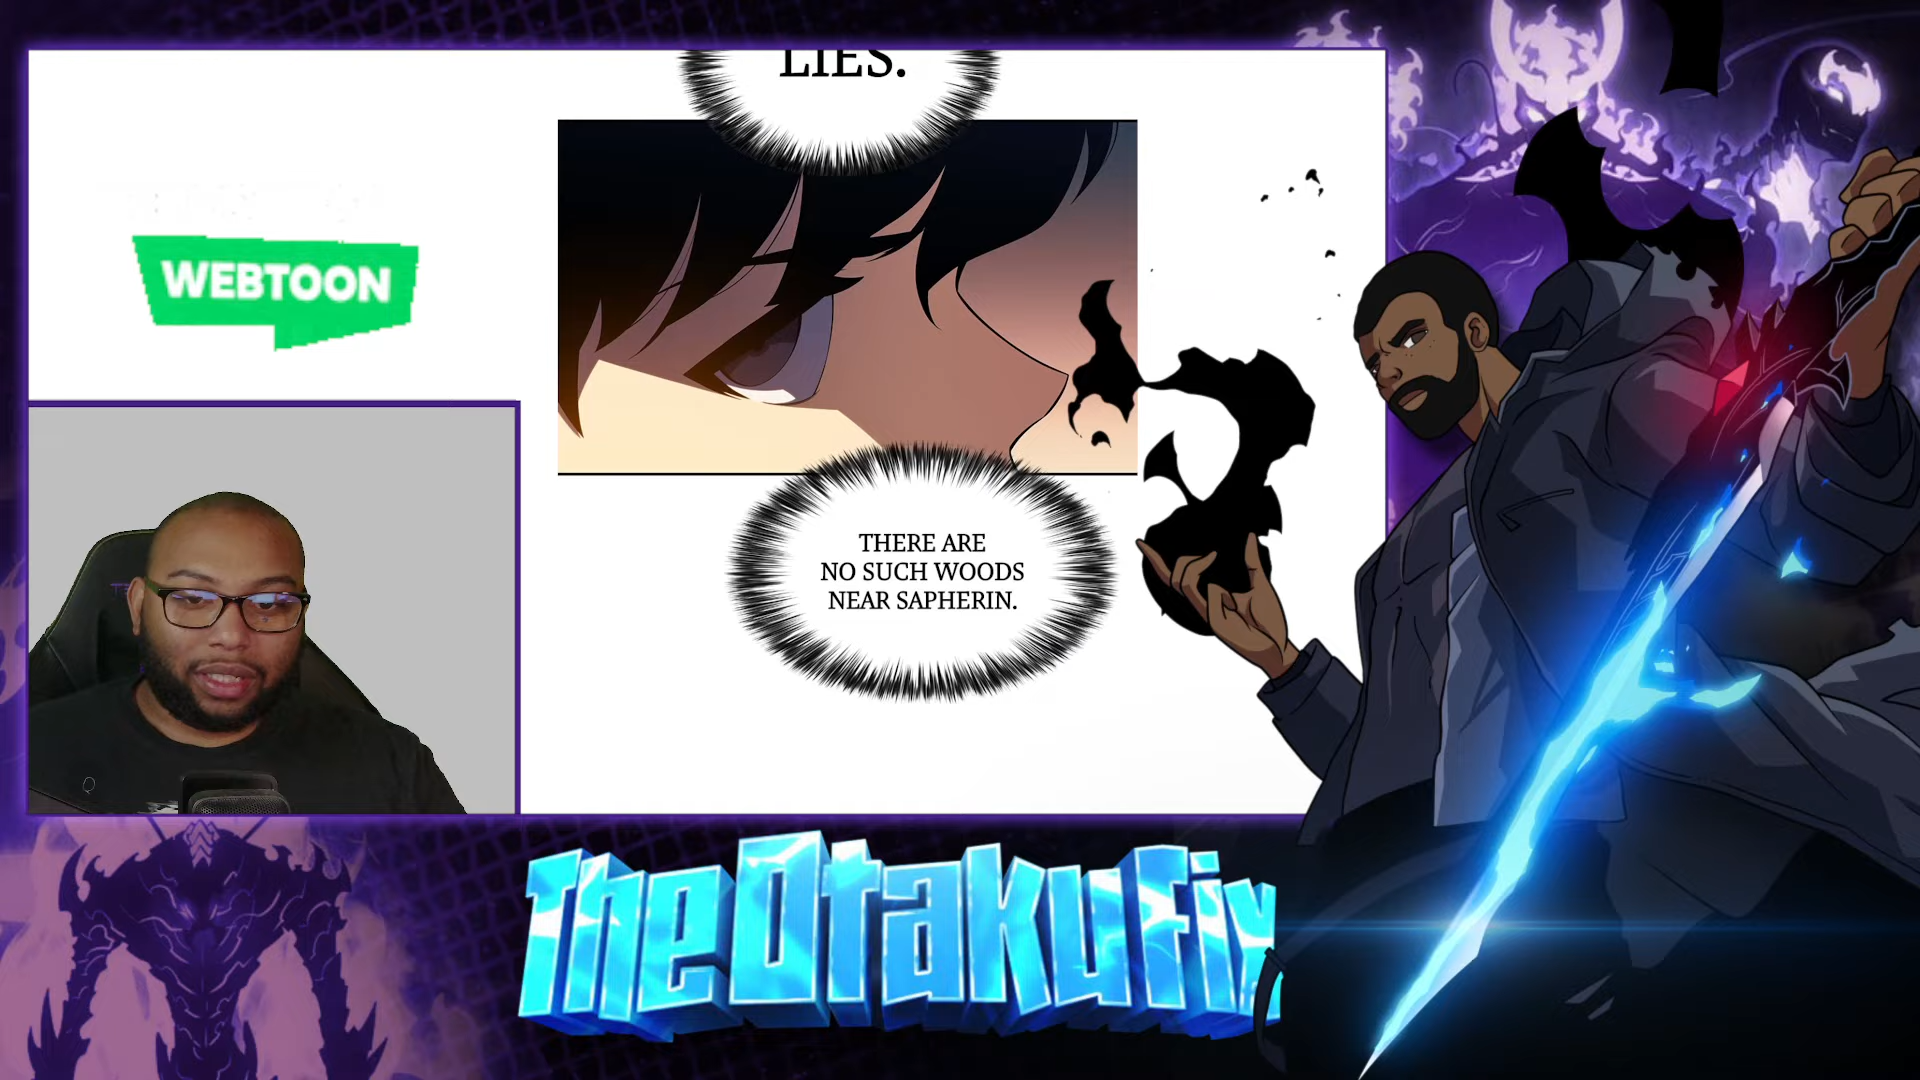 LIES.
WEBTOON
THERE ARE
NO SUCH WOODS
NEAR SAPHERIN.
TheOtakuFix